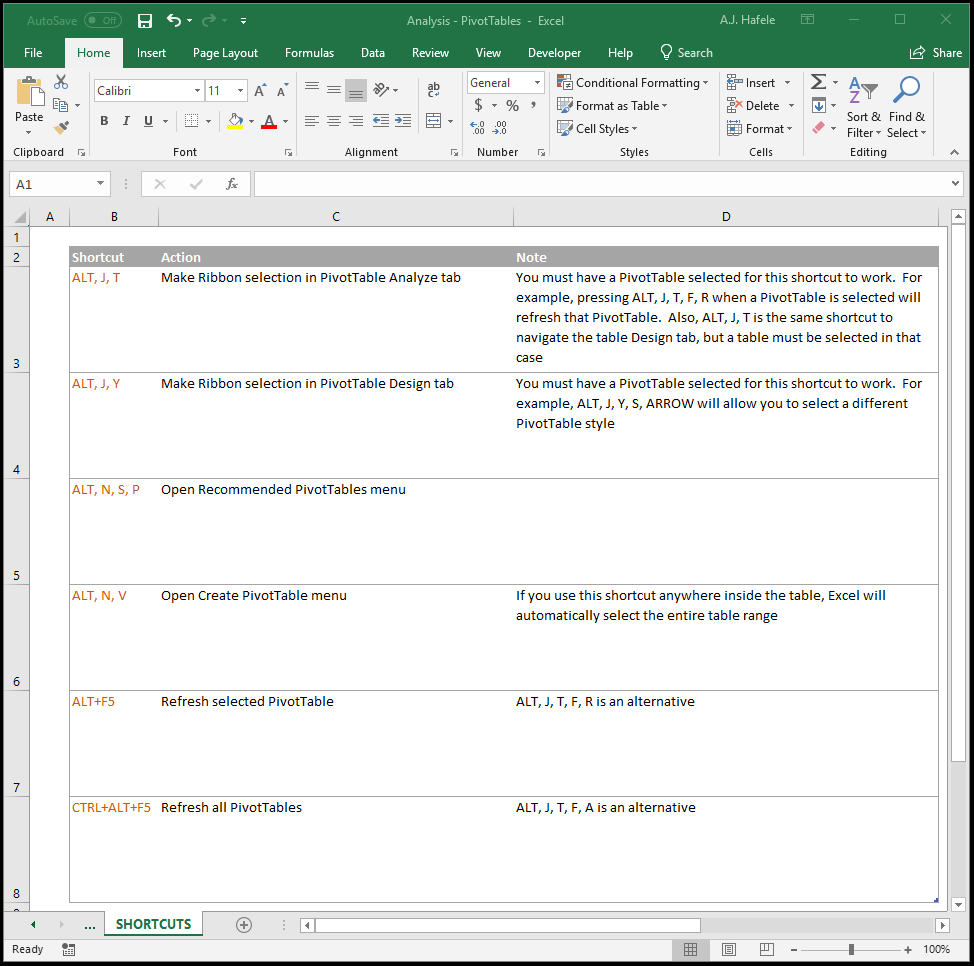 AutoSave Off Analysis - PivotTables - Excel A.J. Hafele
File Home Insert Page Layout Formulas Data Review View Developer Help Search Share
Paste
Clipboard
Calibri 11 A A
B I U A
Font
ab
c
Alignment
General
$ % ,
.00 .0
Number
Conditional Formatting
Format as Table
Cell Styles
Styles
Insert
Delete
Format
Cells
Σ
A
Z
Sort & Filter
Find & Select
Editing
A1 fx
A B C D
1
2 Shortcut Action Note
3 ALT, J, T Make Ribbon selection in PivotTable Analyze tab You must have a PivotTable selected for this shortcut to work. For
example, pressing ALT, J, T, F, R when a PivotTable is selected will
refresh that PivotTable. Also, ALT, J, T is the same shortcut to
navigate the table Design tab, but a table must be selected in that
case
4 ALT, J, Y Make Ribbon selection in PivotTable Design tab You must have a PivotTable selected for this shortcut to work. For
example, ALT, J, Y, S, ARROW will allow you to select a different
PivotTable style
5 ALT, N, S, P Open Recommended PivotTables menu
6 ALT, N, V Open Create PivotTable menu If you use this shortcut anywhere inside the table, Excel will
automatically select the entire table range
7 ALT+F5 Refresh selected PivotTable ALT, J, T, F, R is an alternative
8 CTRL+ALT+F5 Refresh all PivotTables ALT, J, T, F, A is an alternative
... SHORTCUTS
Ready 100%